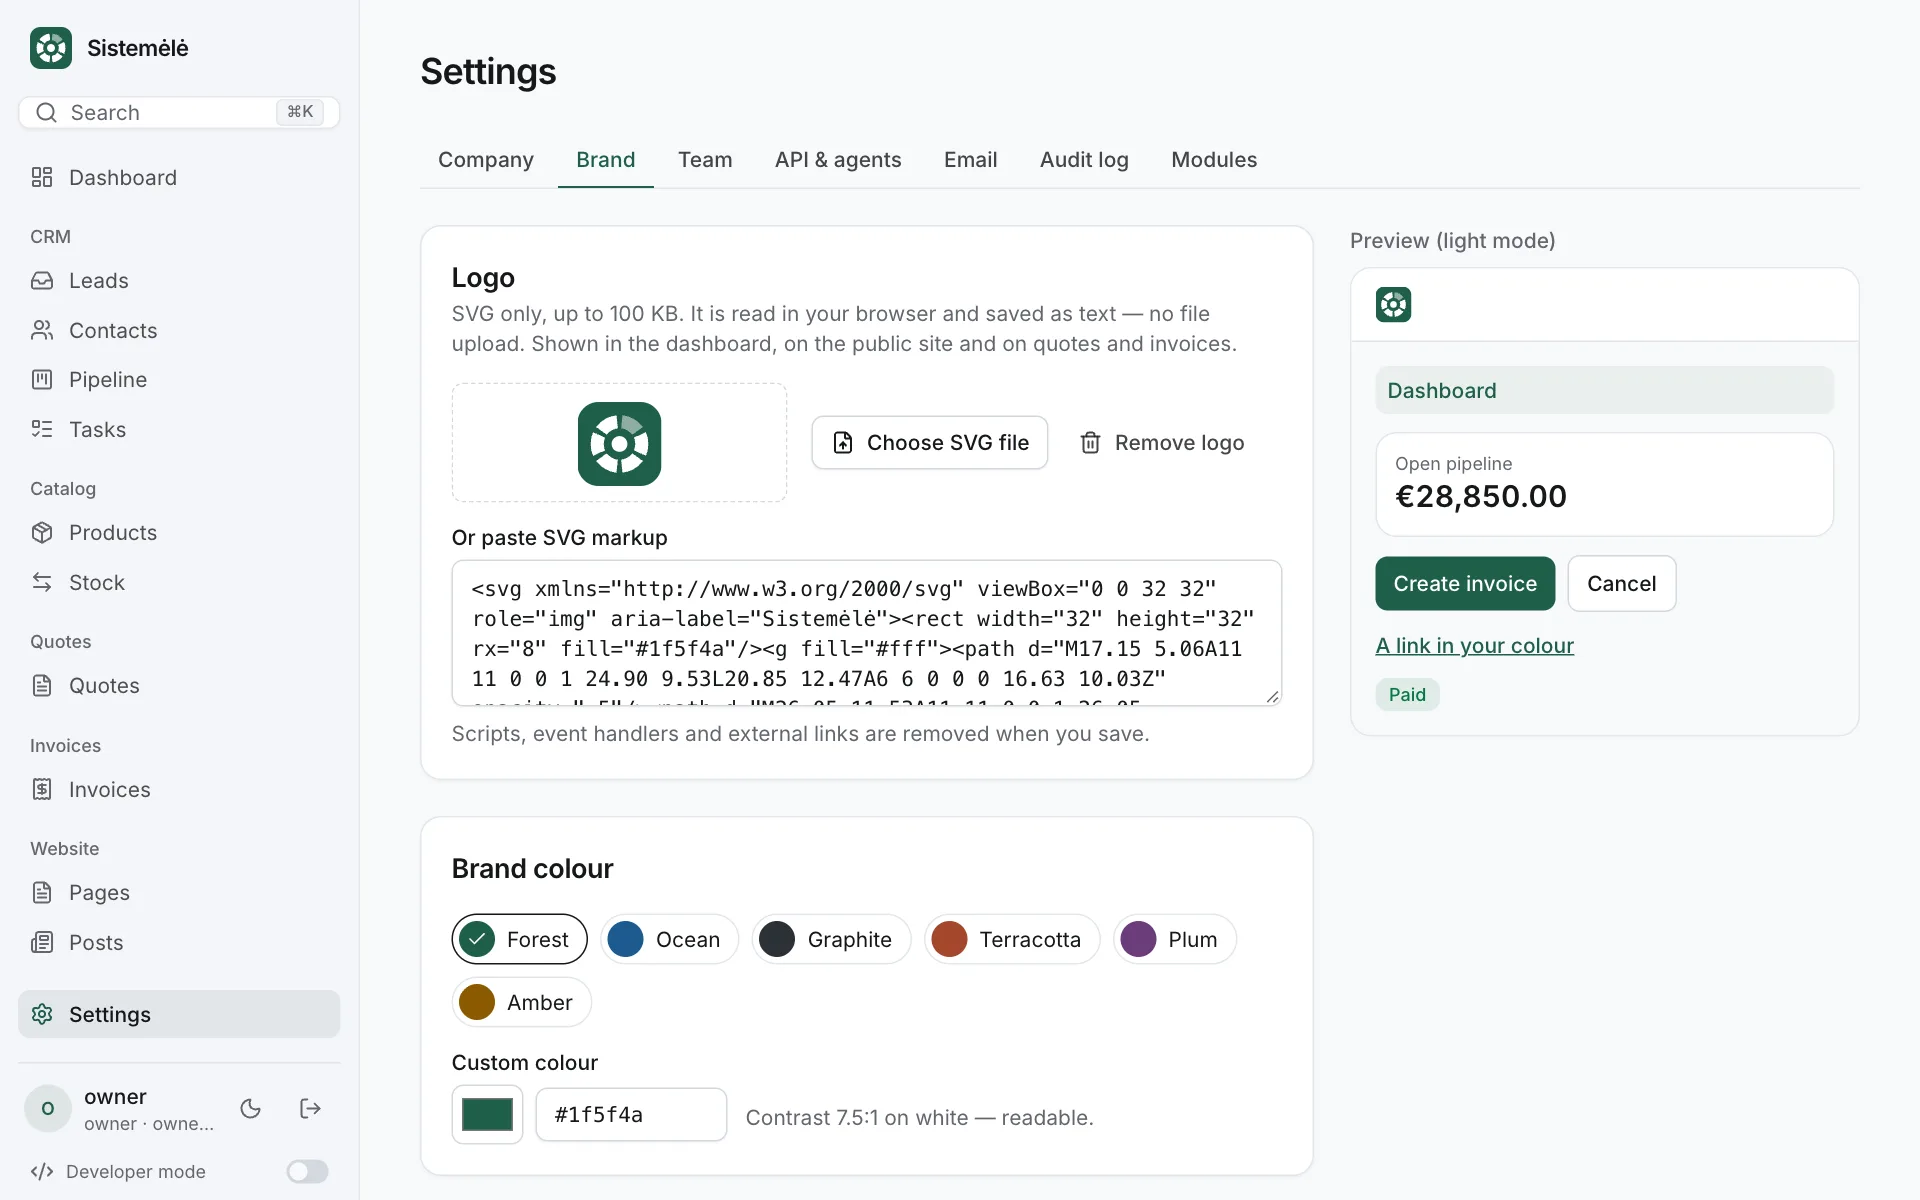 Sistemėlė
Search
⌘K
Dashboard
CRM
Leads
Contacts
Pipeline
Tasks
Catalog
Products
Stock
Quotes
Quotes
Invoices
Invoices
Website
Pages
Posts
Settings
O
owner
owner · owne...
Developer mode
Settings
Company
Brand
Team
API & agents
Email
Audit log
Modules
Logo
SVG only, up to 100 KB. It is read in your browser and saved as text — no file
upload. Shown in the dashboard, on the public site and on quotes and invoices.
Choose SVG file
Remove logo
Or paste SVG markup
<svg xmlns="http://www.w3.org/2000/svg" viewBox="0 0 32 32"
role="img" aria-label="Sistemėlė"><rect width="32" height="32"
rx="8" fill="#1f5f4a"/><g fill="#fff"><path d="M17.15 5.06A11
11 0 0 1 24.90 9.53L20.85 12.47A6 6 0 0 0 16.63 10.03Z"
Scripts, event handlers and external links are removed when you save.
Brand colour
Forest
Ocean
Graphite
Terracotta
Plum
Amber
Custom colour
#1f5f4a
Contrast 7.5:1 on white — readable.
Preview (light mode)
Dashboard
Open pipeline
€28,850.00
Create invoice
Cancel
A link in your colour
Paid